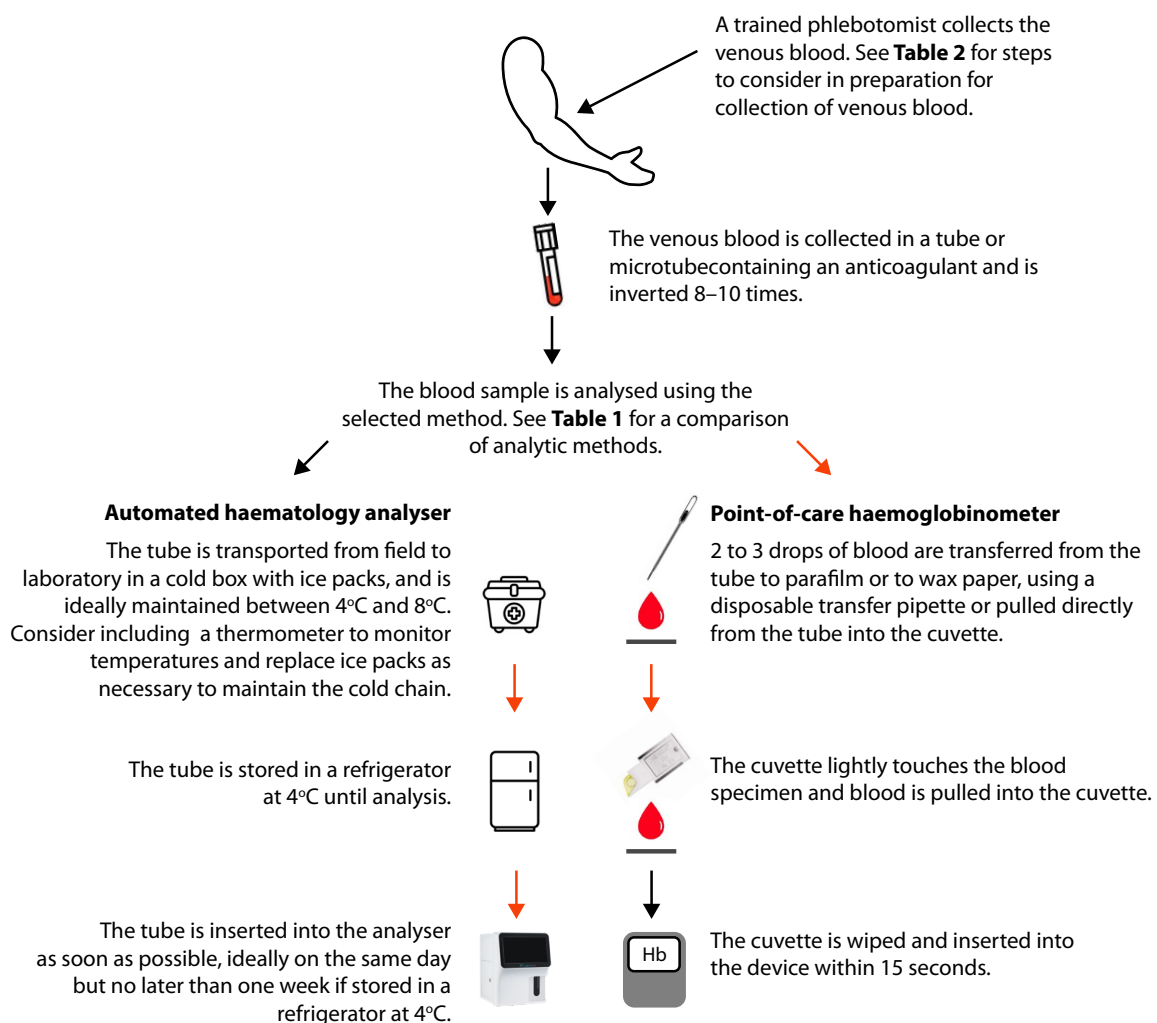 A trained phlebotomist collects the
venous blood. See Table 2 for steps
to consider in preparation for
collection of venous blood.
The venous blood is collected in a tube or
microtubecontaining an anticoagulant and is
inverted 8–10 times.
The blood sample is analysed using the
selected method. See Table 1 for a comparison
of analytic methods.
Automated haematology analyser
The tube is transported from field to
laboratory in a cold box with ice packs, and is
ideally maintained between 4ºC and 8ºC.
Consider including a thermometer to monitor
temperatures and replace ice packs as
necessary to maintain the cold chain.
The tube is stored in a refrigerator
at 4ºC until analysis.
The tube is inserted into the analyser
as soon as possible, ideally on the same day
but no later than one week if stored in a
refrigerator at 4ºC.
Point-of-care haemoglobinometer
2 to 3 drops of blood are transferred from the
tube to parafilm or to wax paper, using a
disposable transfer pipette or pulled directly
from the tube into the cuvette.
The cuvette lightly touches the blood
specimen and blood is pulled into the cuvette.
Hb
The cuvette is wiped and inserted into
the device within 15 seconds.